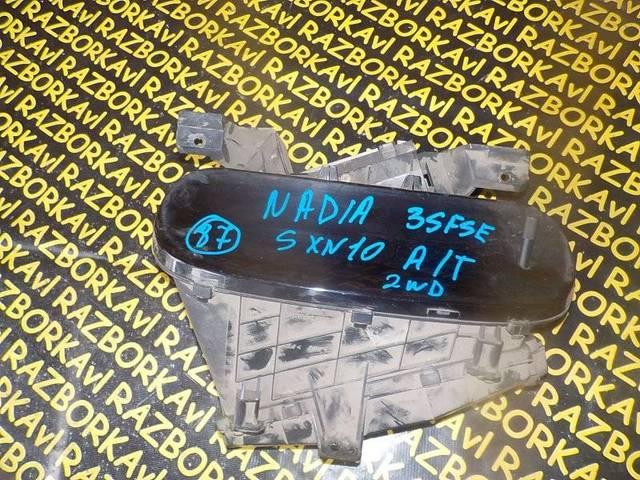 NADIA 3SFSE
87 SXN10 A/T
2WD
RAZBORKAvl